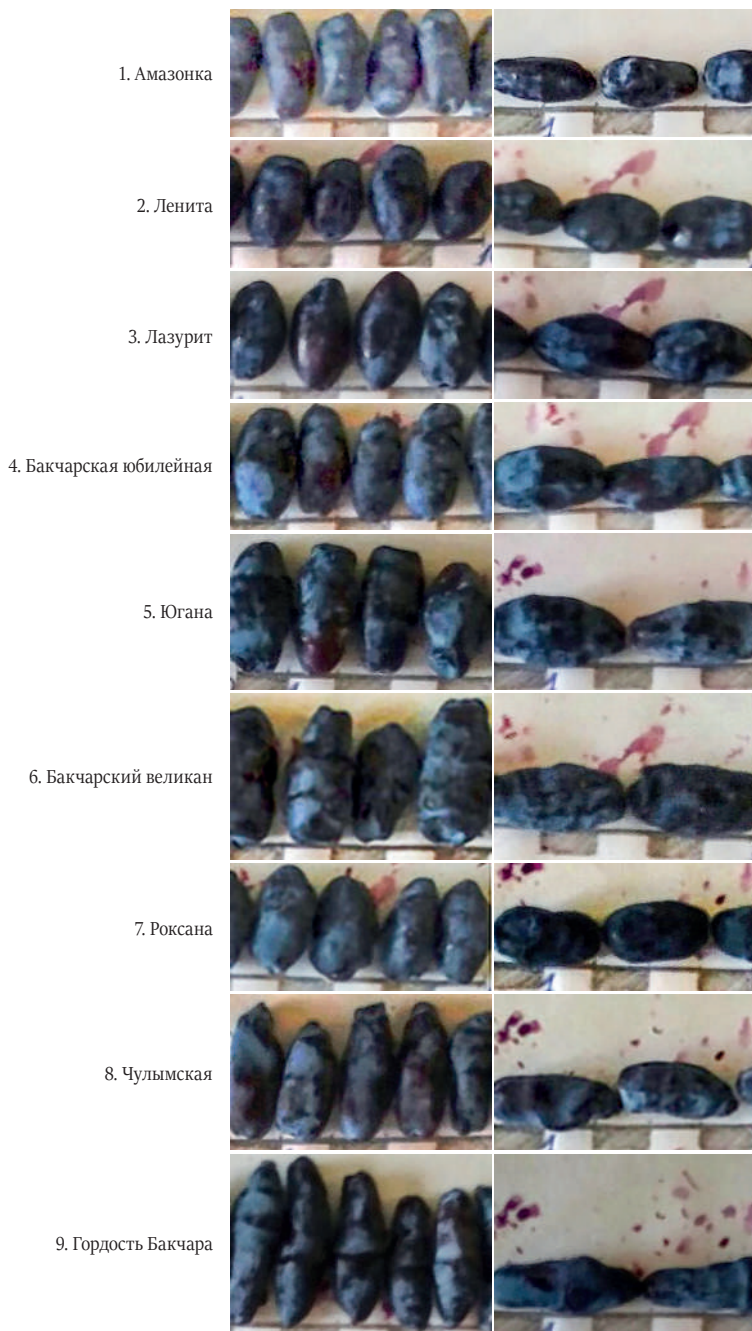 1. Амазонка
2. Ленита
3. Лазурит
4. Бакчарская юбилейная
5. Югана
6. Бакчарский великан
7. Роксана
8. Чулымская
9. Гордость Бакчара